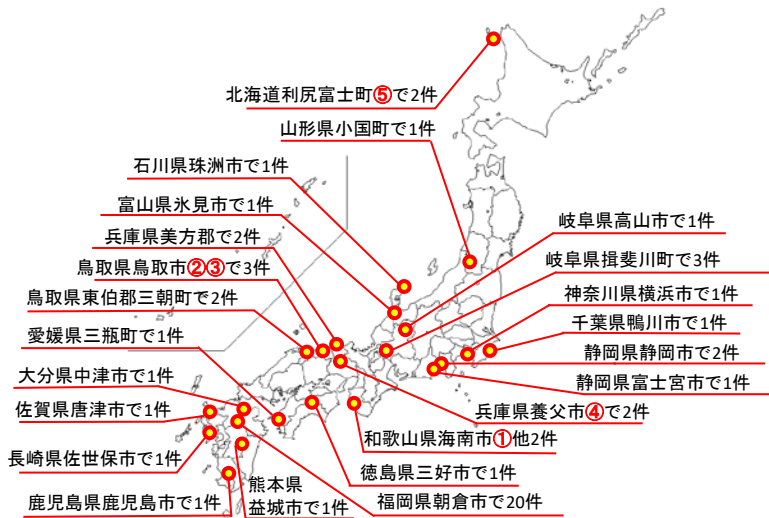 北海道利尻富士町⑤で2件
山形県小国町で1件
石川県珠洲市で1件
富山県氷見市で1件
兵庫県美方郡で2件
鳥取県鳥取市②③で3件
鳥取県東伯郡三朝町で2件
愛媛県三瓶町で1件
大分県中津市で1件
佐賀県唐津市で1件
長崎県佐世保市で1件
鹿児島県鹿児島市で1件
熊本県
益城市で1件
岐阜県高山市で1件
岐阜県揖斐川町で3件
神奈川県横浜市で1件
千葉県鴨川市で1件
静岡県静岡市で2件
静岡県富士宮市で1件
兵庫県養父市④で2件
和歌山県海南市①他2件
徳島県三好市で1件
福岡県朝倉市で20件